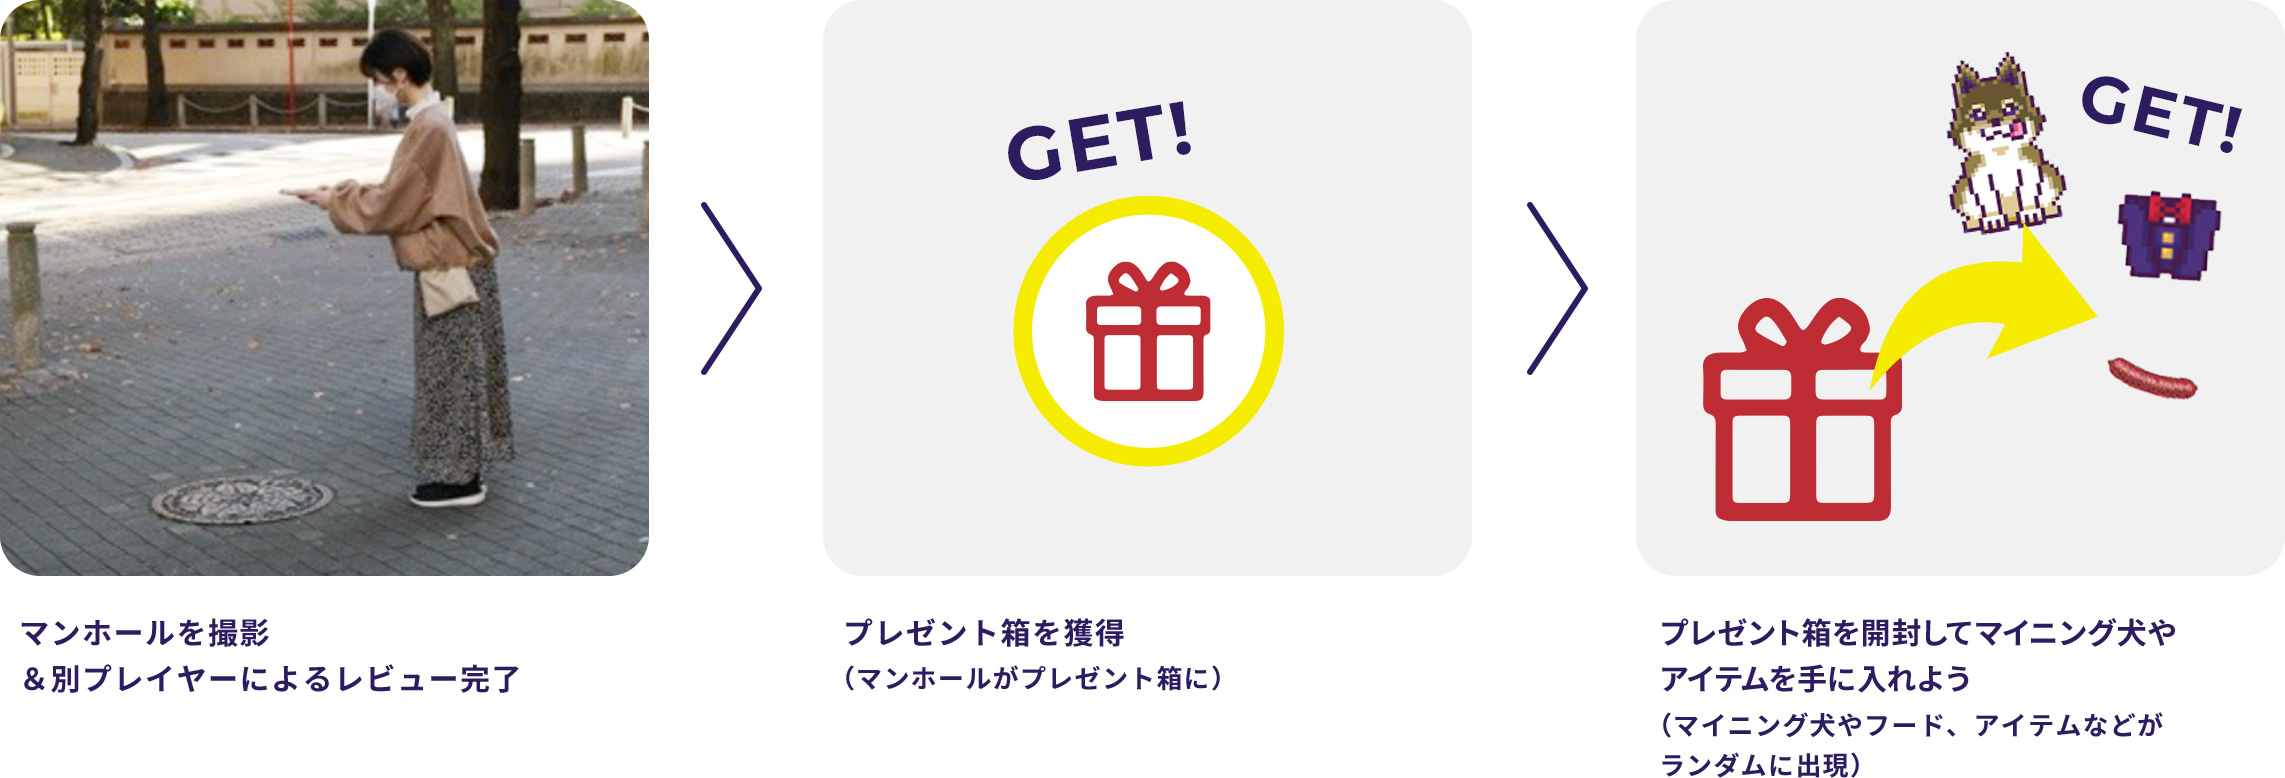 GET!
GET!
マンホールを撮影
&別プレイヤーによるレビュー完了
プレゼント箱を獲得
(マンホールがプレゼント箱に)
プレゼント箱を開封してマイニング犬や
アイテムを手に入れよう
(マイニング犬やフード、アイテムなどが
ランダムに出現)